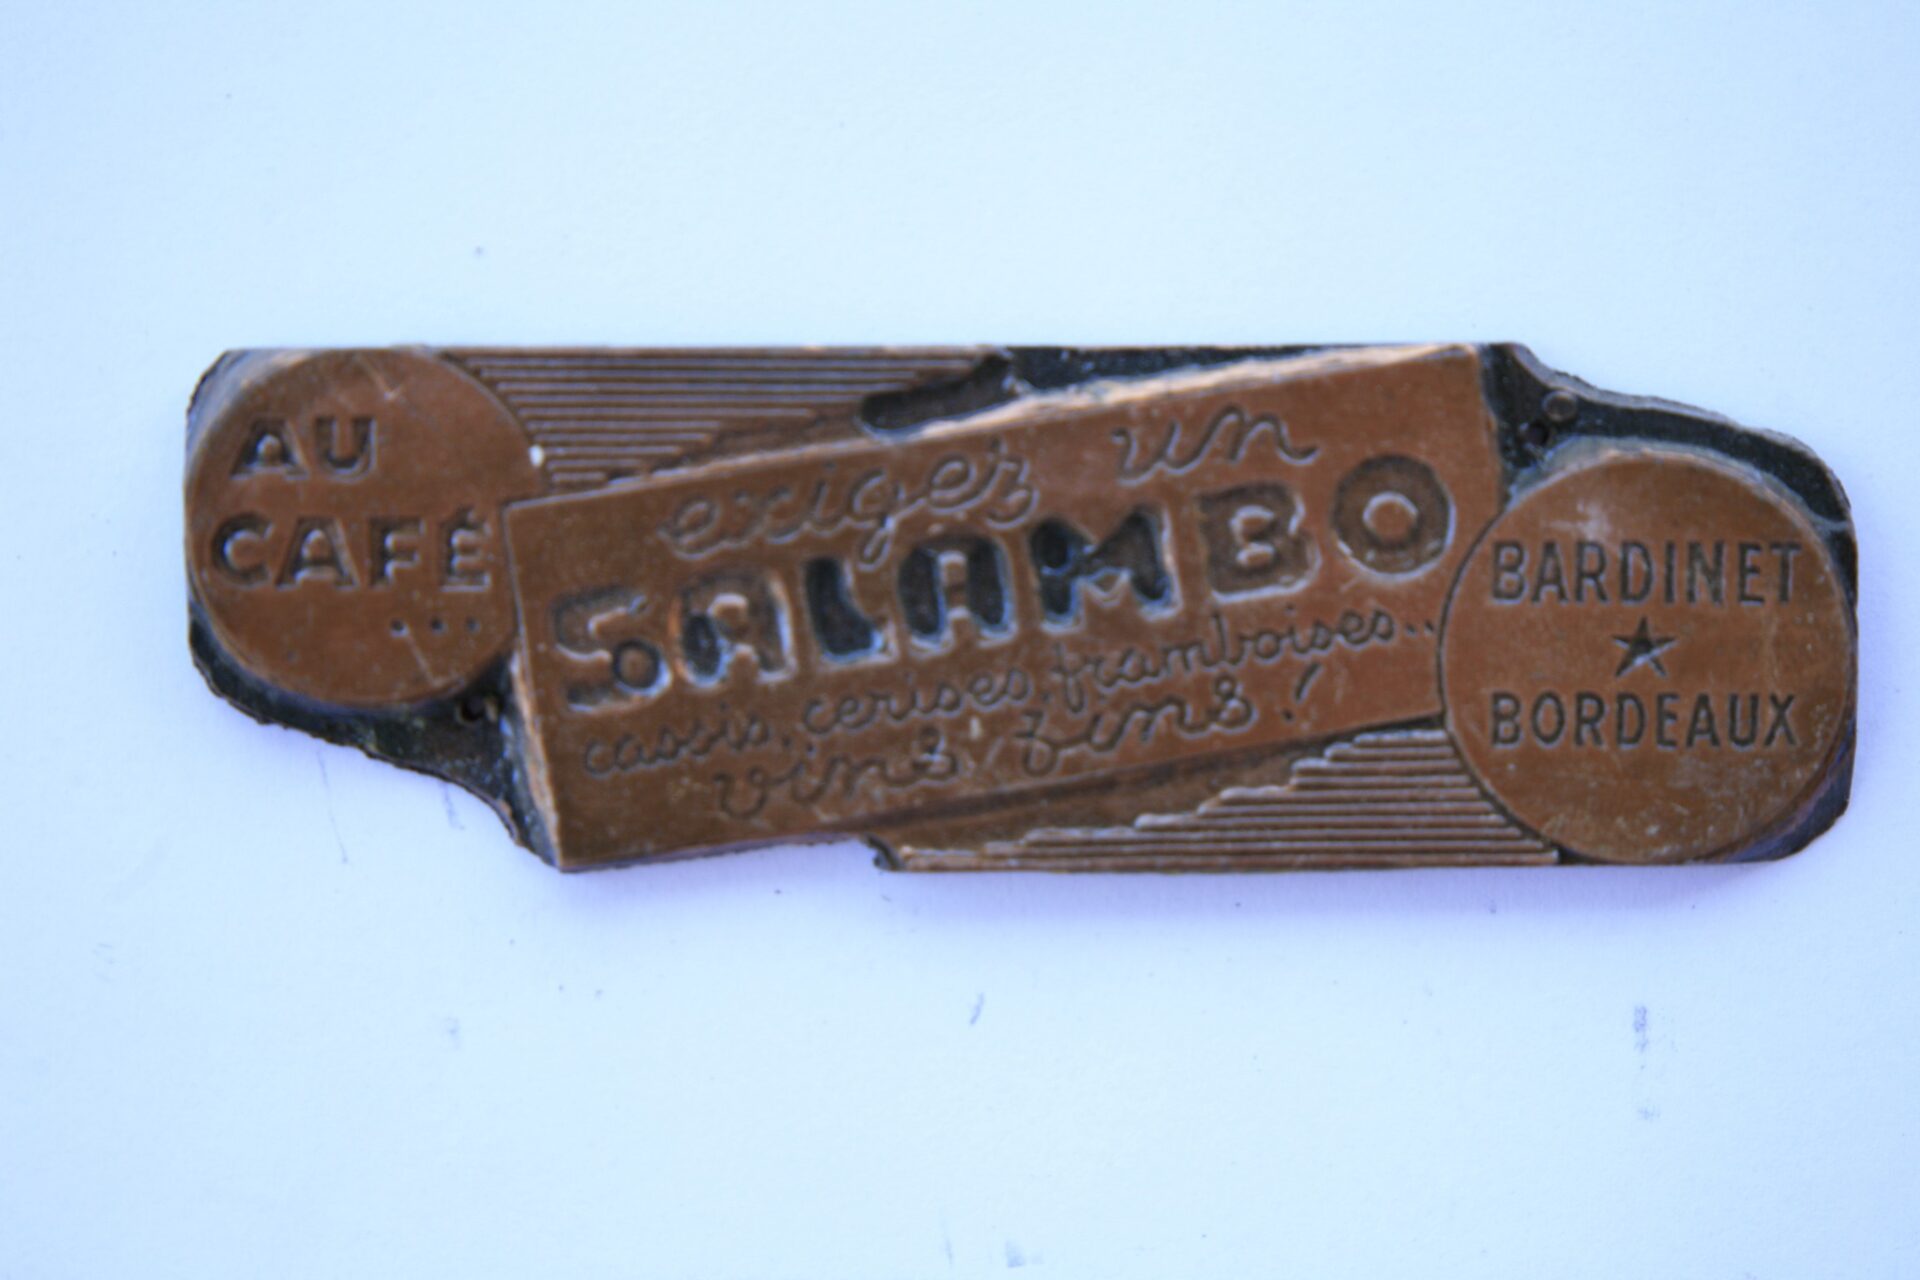 AU
CAFÉ
...
exigez un
SALAMBO
cassis, cerises, framboises..
vins fins!
BARDINET
★
BORDEAUX